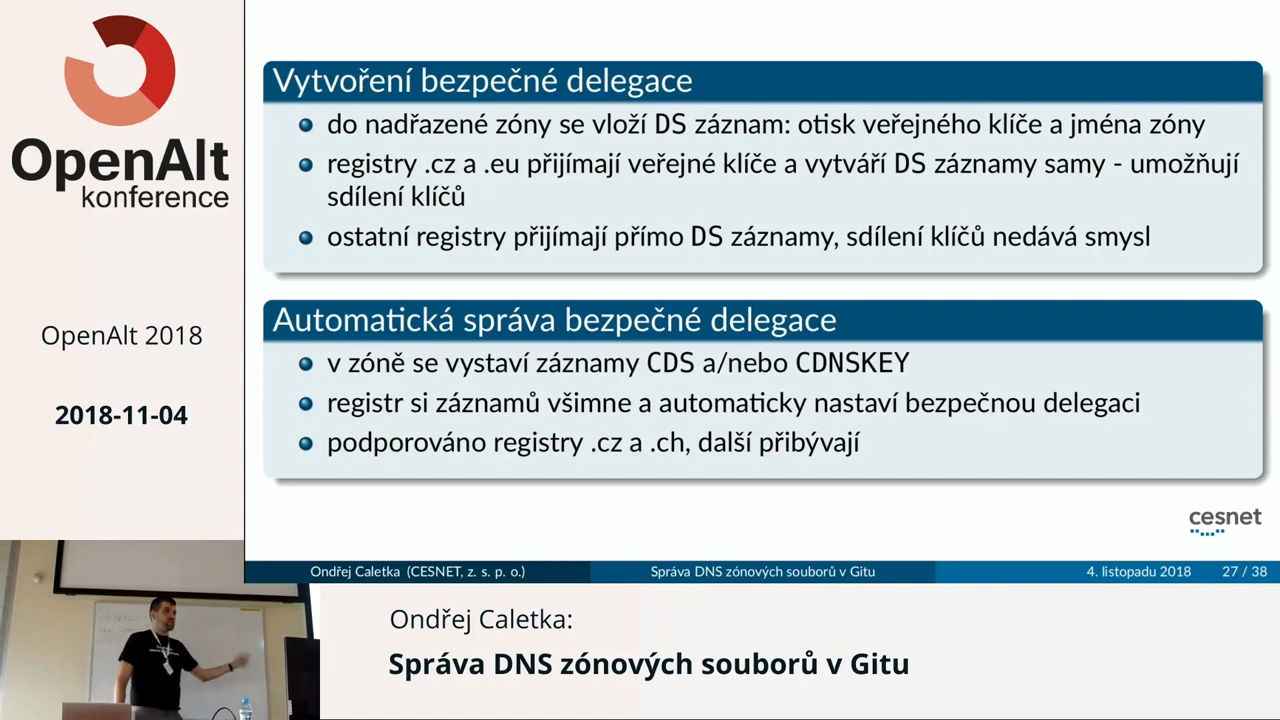 OpenAlt
konference
OpenAlt 2018
2018-11-04
Vytvoření bezpečné delegace
do nadřazené zóny se vloží DS záznam: otisk veřejného klíče a jména zóny
registry .cz a .eu přijímají veřejné klíče a vytváří DS záznamy samy - umožňují
sdílení klíčů
ostatní registry přijímají přímo DS záznamy, sdílení klíčů nedává smysl
Automatická správa bezpečné delegace
v zóně se vystaví záznamy CDS a/nebo CDNSKEY
registr si záznamů všimne a automaticky nastaví bezpečnou delegaci
podporováno registry .cz a .ch, další přibývají
cesnet
Ondřej Caletka (CESNET, z. s. p. o.)
Správa DNS zónových souborů v Gitu
4. listopadu 2018
27 / 38
Ondřej Caletka:
Správa DNS zónových souborů v Gitu